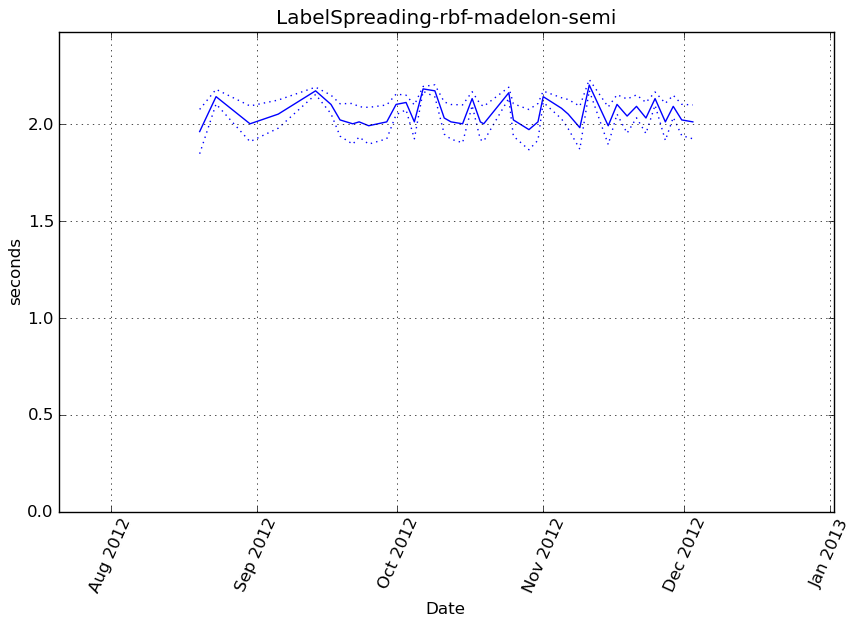 LabelSpreading-rbf-madelon-semi
2.0
1.5
1.0
0.5
0.0
seconds
Aug 2012
Sep 2012
Oct 2012
Nov 2012
Dec 2012
Jan 2013
Date